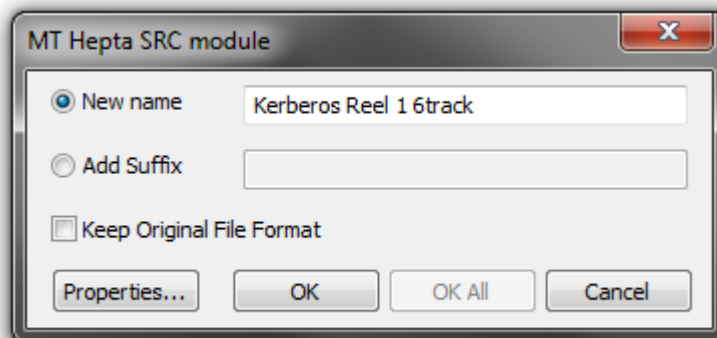 MT Hepta SRC module
New name
Kerberos Reel 1 6track
Add Suffix
Keep Original File Format
Properties... OK OK All Cancel